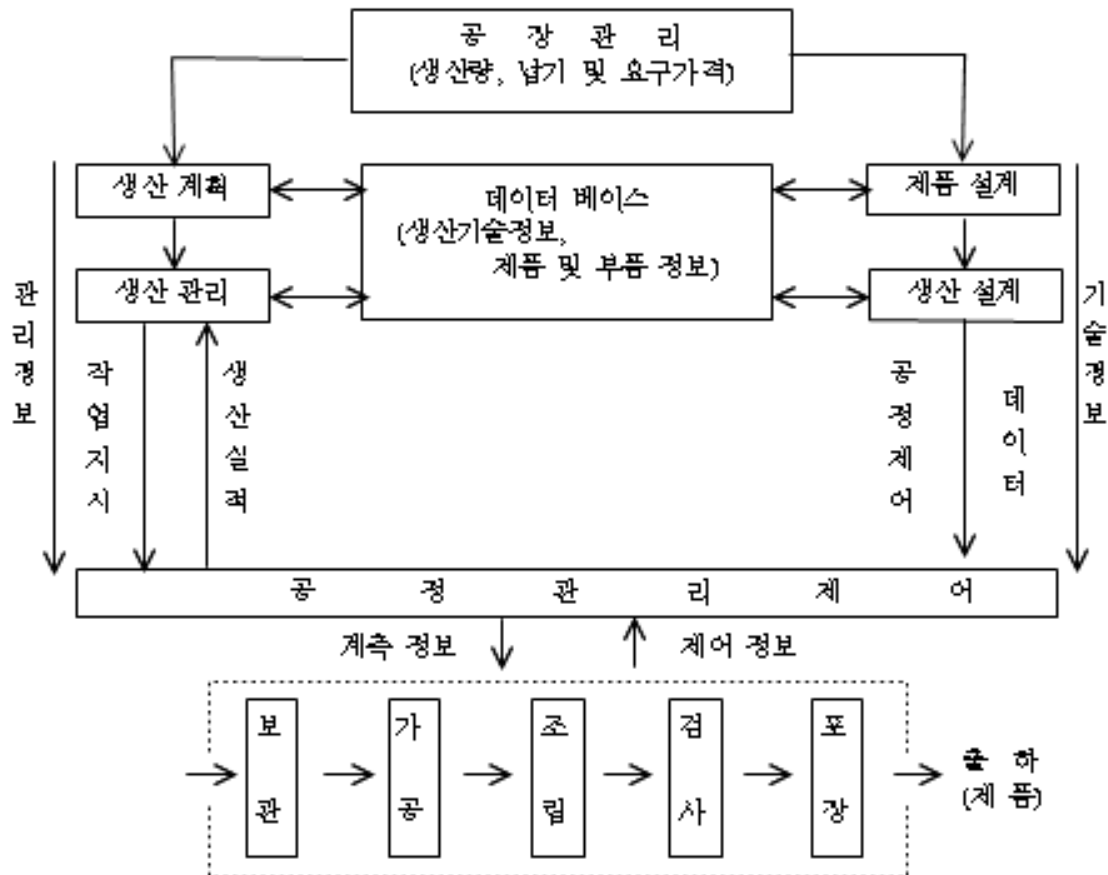 공 장 관 리
(생산량, 납기 및 요구가격)
생산 계획
데이터 베이스
(생산기술정보,
제품 및 부품 정보)
제품 설계
생산 관리
생산 설계
관리정보
작업지시
생산실적
공정제어
데이터
기술정보
공 정 관 리 제 어
계측 정보
제어 정보
보관
가공
조립
검사
포장
출 하
(제 품)